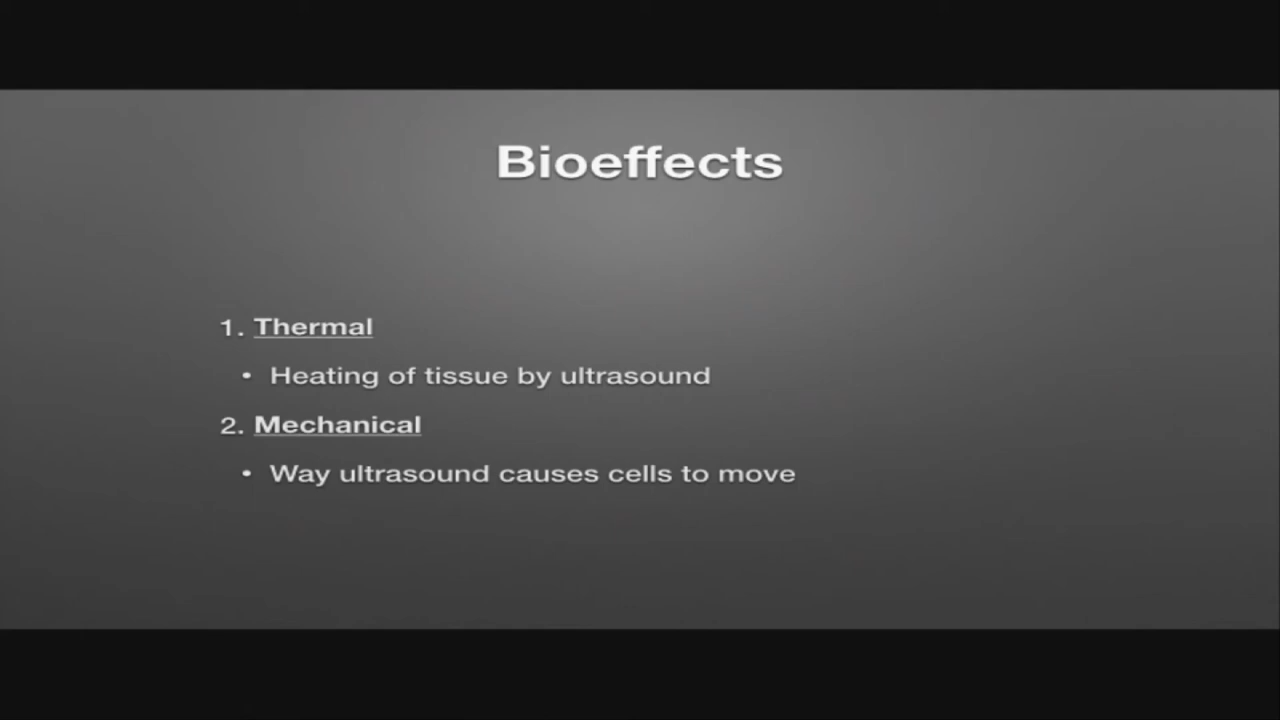 Bioeffects
1. Thermal
• Heating of tissue by ultrasound
2. Mechanical
• Way ultrasound causes cells to move